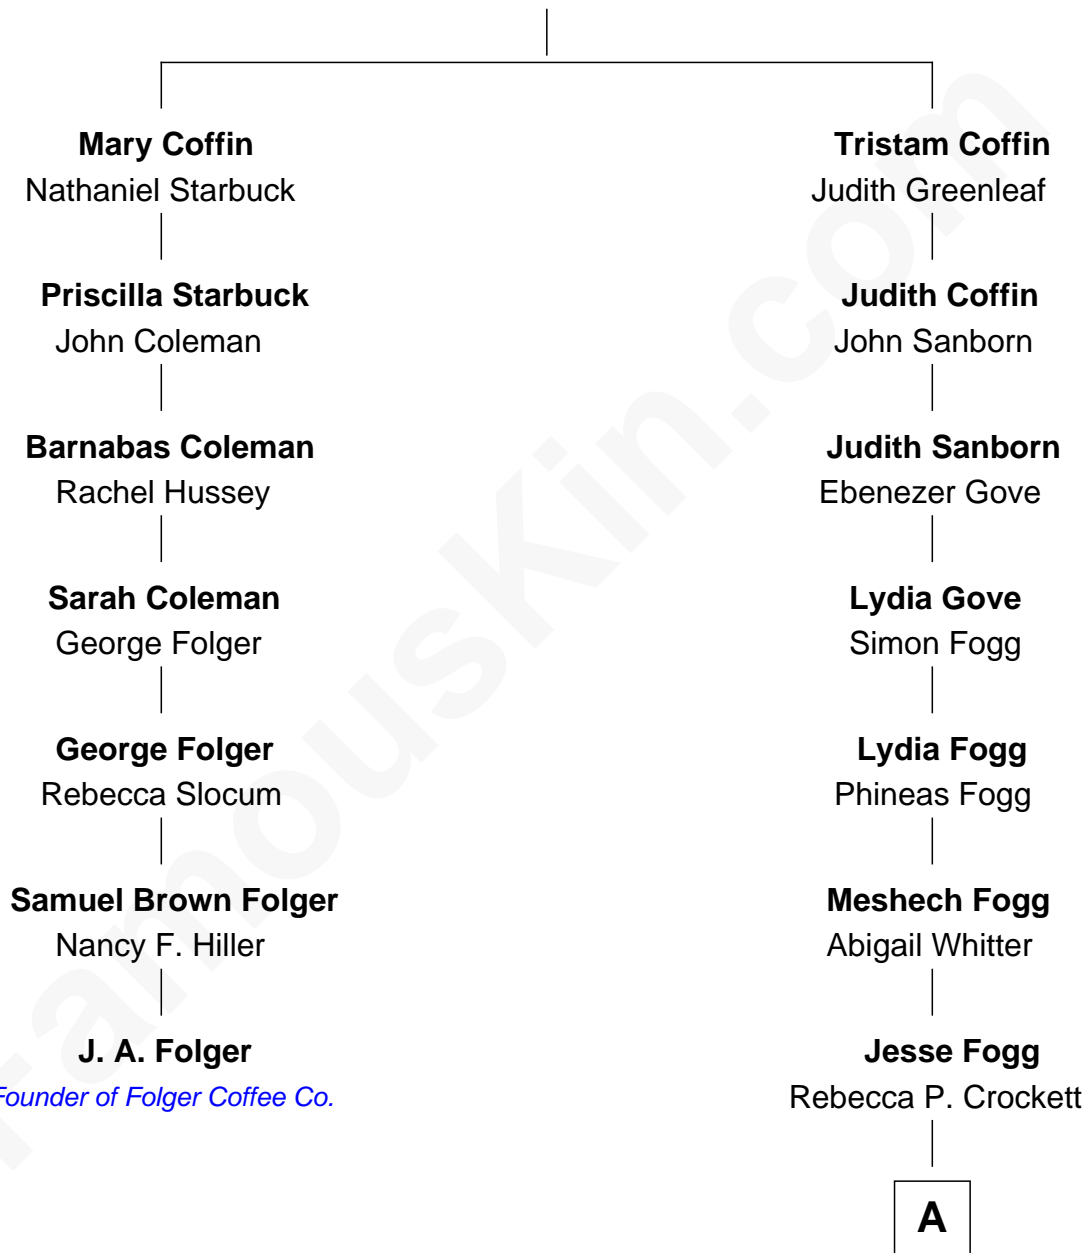 Mary Coffin
Nathaniel Starbuck
Priscilla Starbuck
John Coleman
Barnabas Coleman
Rachel Hussey
Sarah Coleman
George Folger
George Folger
Rebecca Slocum
Samuel Brown Folger
Nancy F. Hiller
J. A. Folger
Founder of Folger Coffee Co.
Tristam Coffin
Judith Greenleaf
Judith Coffin
John Sanborn
Judith Sanborn
Ebenezer Gove
Lydia Gove
Simon Fogg
Lydia Fogg
Phineas Fogg
Meshech Fogg
Abigail Whitter
Jesse Fogg
Rebecca P. Crockett
A
FamousKin.com